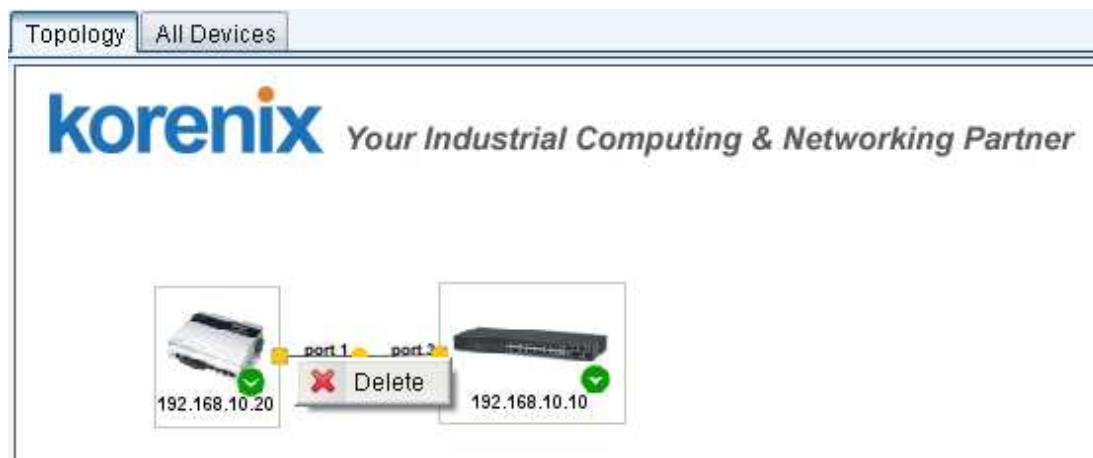 Topology All Devices
korenix Your Industrial Computing & Networking Partner
port 1 port
Delete
192.168.10.20 192.168.10.10